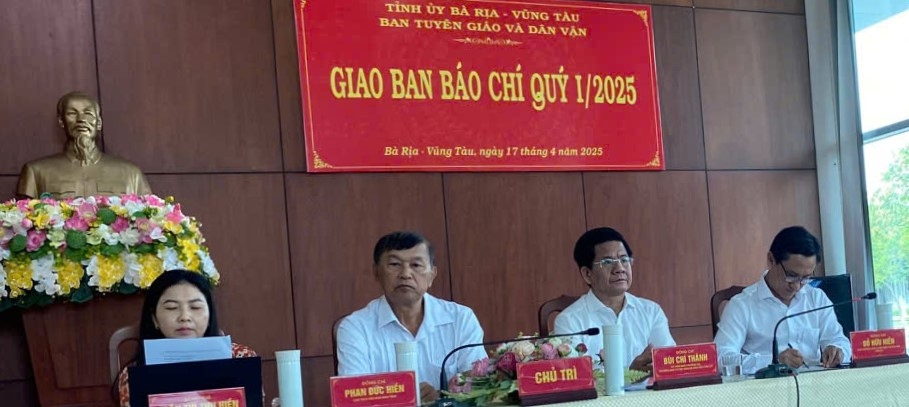 TỈNH ỦY BÀ RỊA - VŨNG TÀU
BAN TUYÊN GIÁO VÀ DÂN VẬN
GIAO BAN BÁO CHÍ QUÝ I/2025
Bà Rịa - Vũng Tàu, ngày 17 tháng 4 năm 2025
THU HIỀN
ĐỒNG CHÍ
PHAN ĐỨC HIỀN
CHỦ TRÌ
ĐỒNG CHÍ
BÙI CHÍ THÀNH
ĐỒNG CHÍ
ĐỖ HỮU HIỀN